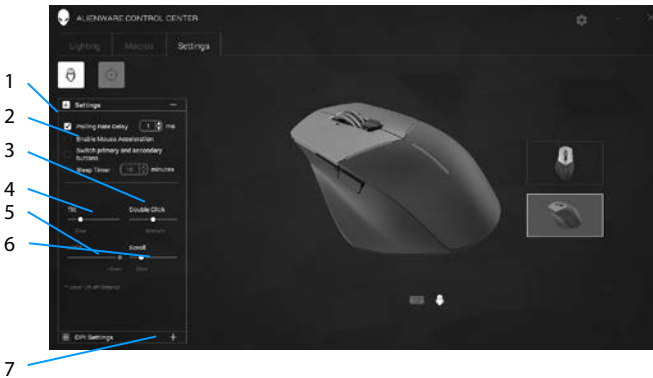 ALIENWARE CONTROL CENTER
Lighting Macros Settings
1
Settings
2
Polling Rate Delay 1 ms
Enable Mouse Acceleration
3
Switch primary and secondary
buttons
Sleep Timer 10 minutes
4
Tilt Double Click
5
6
Scroll
DPI Settings
7